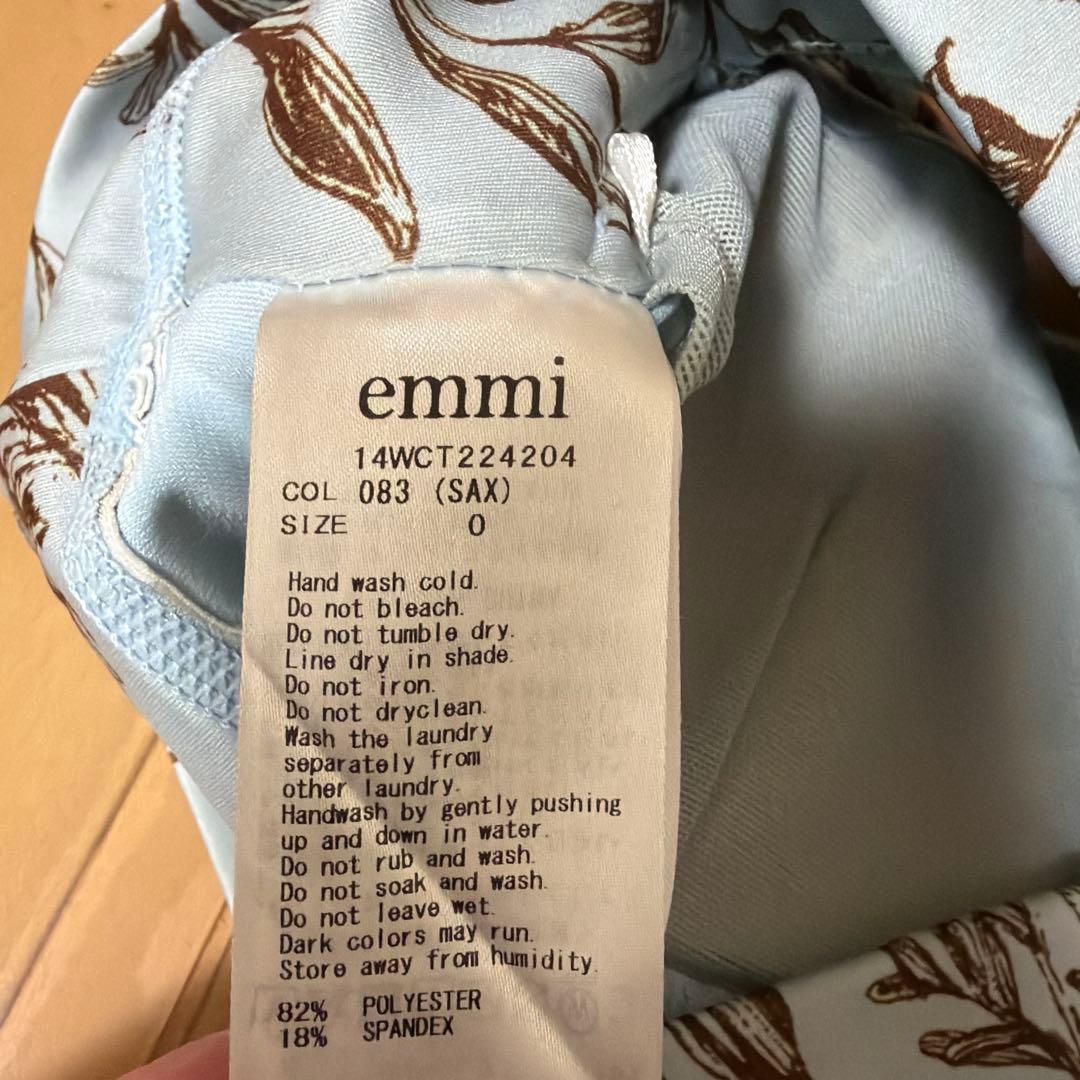 emmi
14WCT224204
COL 083 (SAX)
SIZE 0
Hand wash cold.
Do not bleach.
Do not tumble dry.
Line dry in shade.
Do not iron.
Do not dryclean.
Wash the laundry
separately from
other laundry.
Handwash by gently pushing
up and down in water.
Do not rub and wash.
Do not soak and wash.
Do not leave wet.
Dark colors may run.
Store away from humidity.
82% POLYESTER
18% SPANDEX